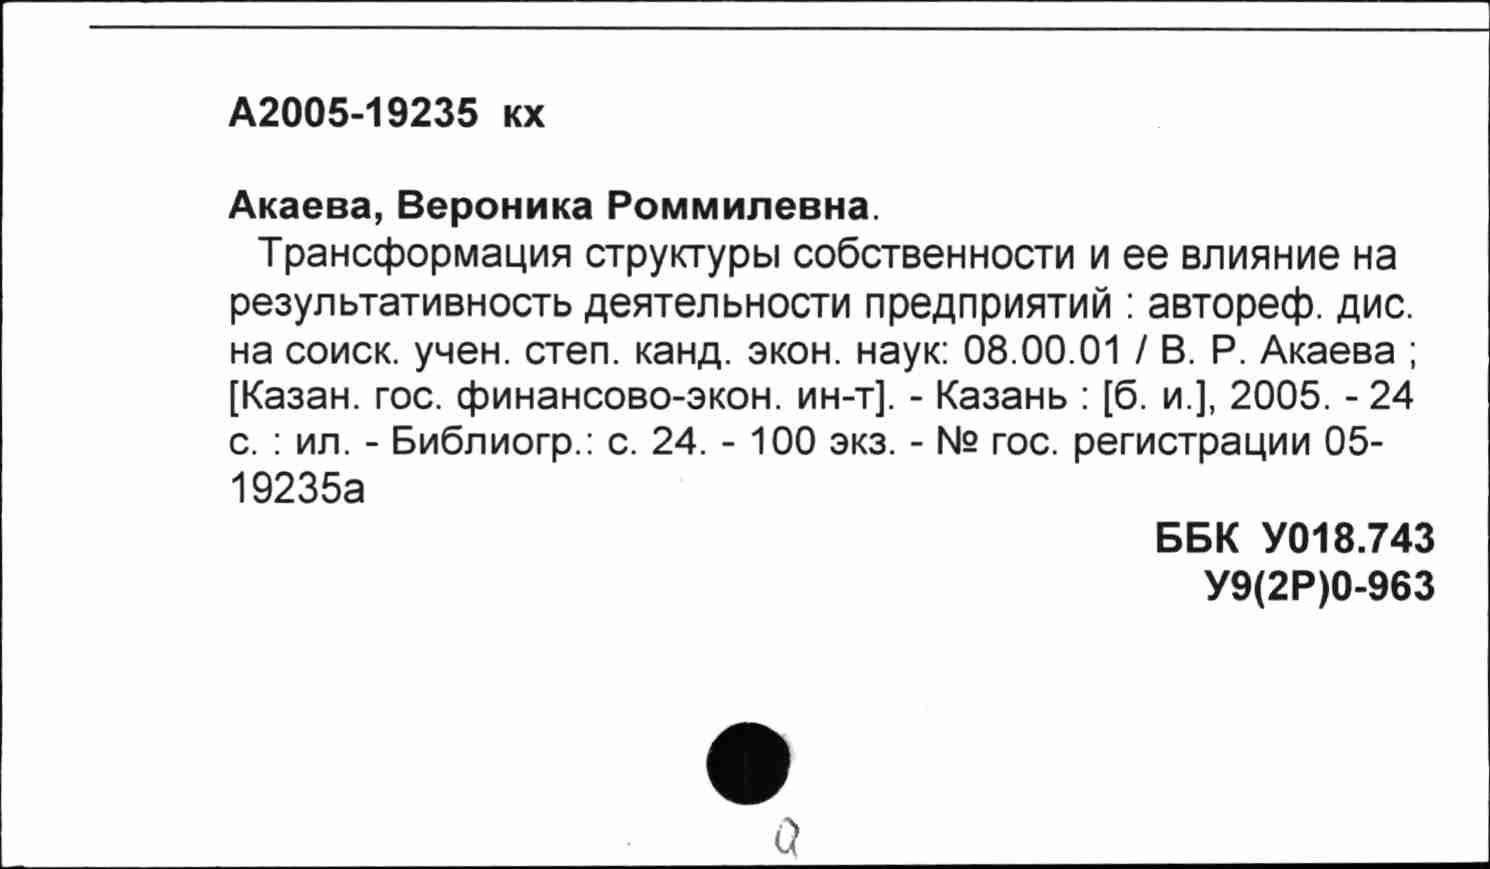 А2005-19235 кх
Акаева, Вероника Роммилевна.
Трансформация структуры собственности и ее влияние на
результативность деятельности предприятий : автореф. дис.
на соиск. учен. степ. канд. экон. наук: 08.00.01 / В. Р. Акаева ;
[Казан. гос. финансово-экон. ин-т]. - Казань : [б. и.], 2005. - 24
с. : ил. - Библиогр.: с. 24. - 100 экз. - № гос. регистрации 05-
19235а
ББК У018.743
У9(2Р)0-963